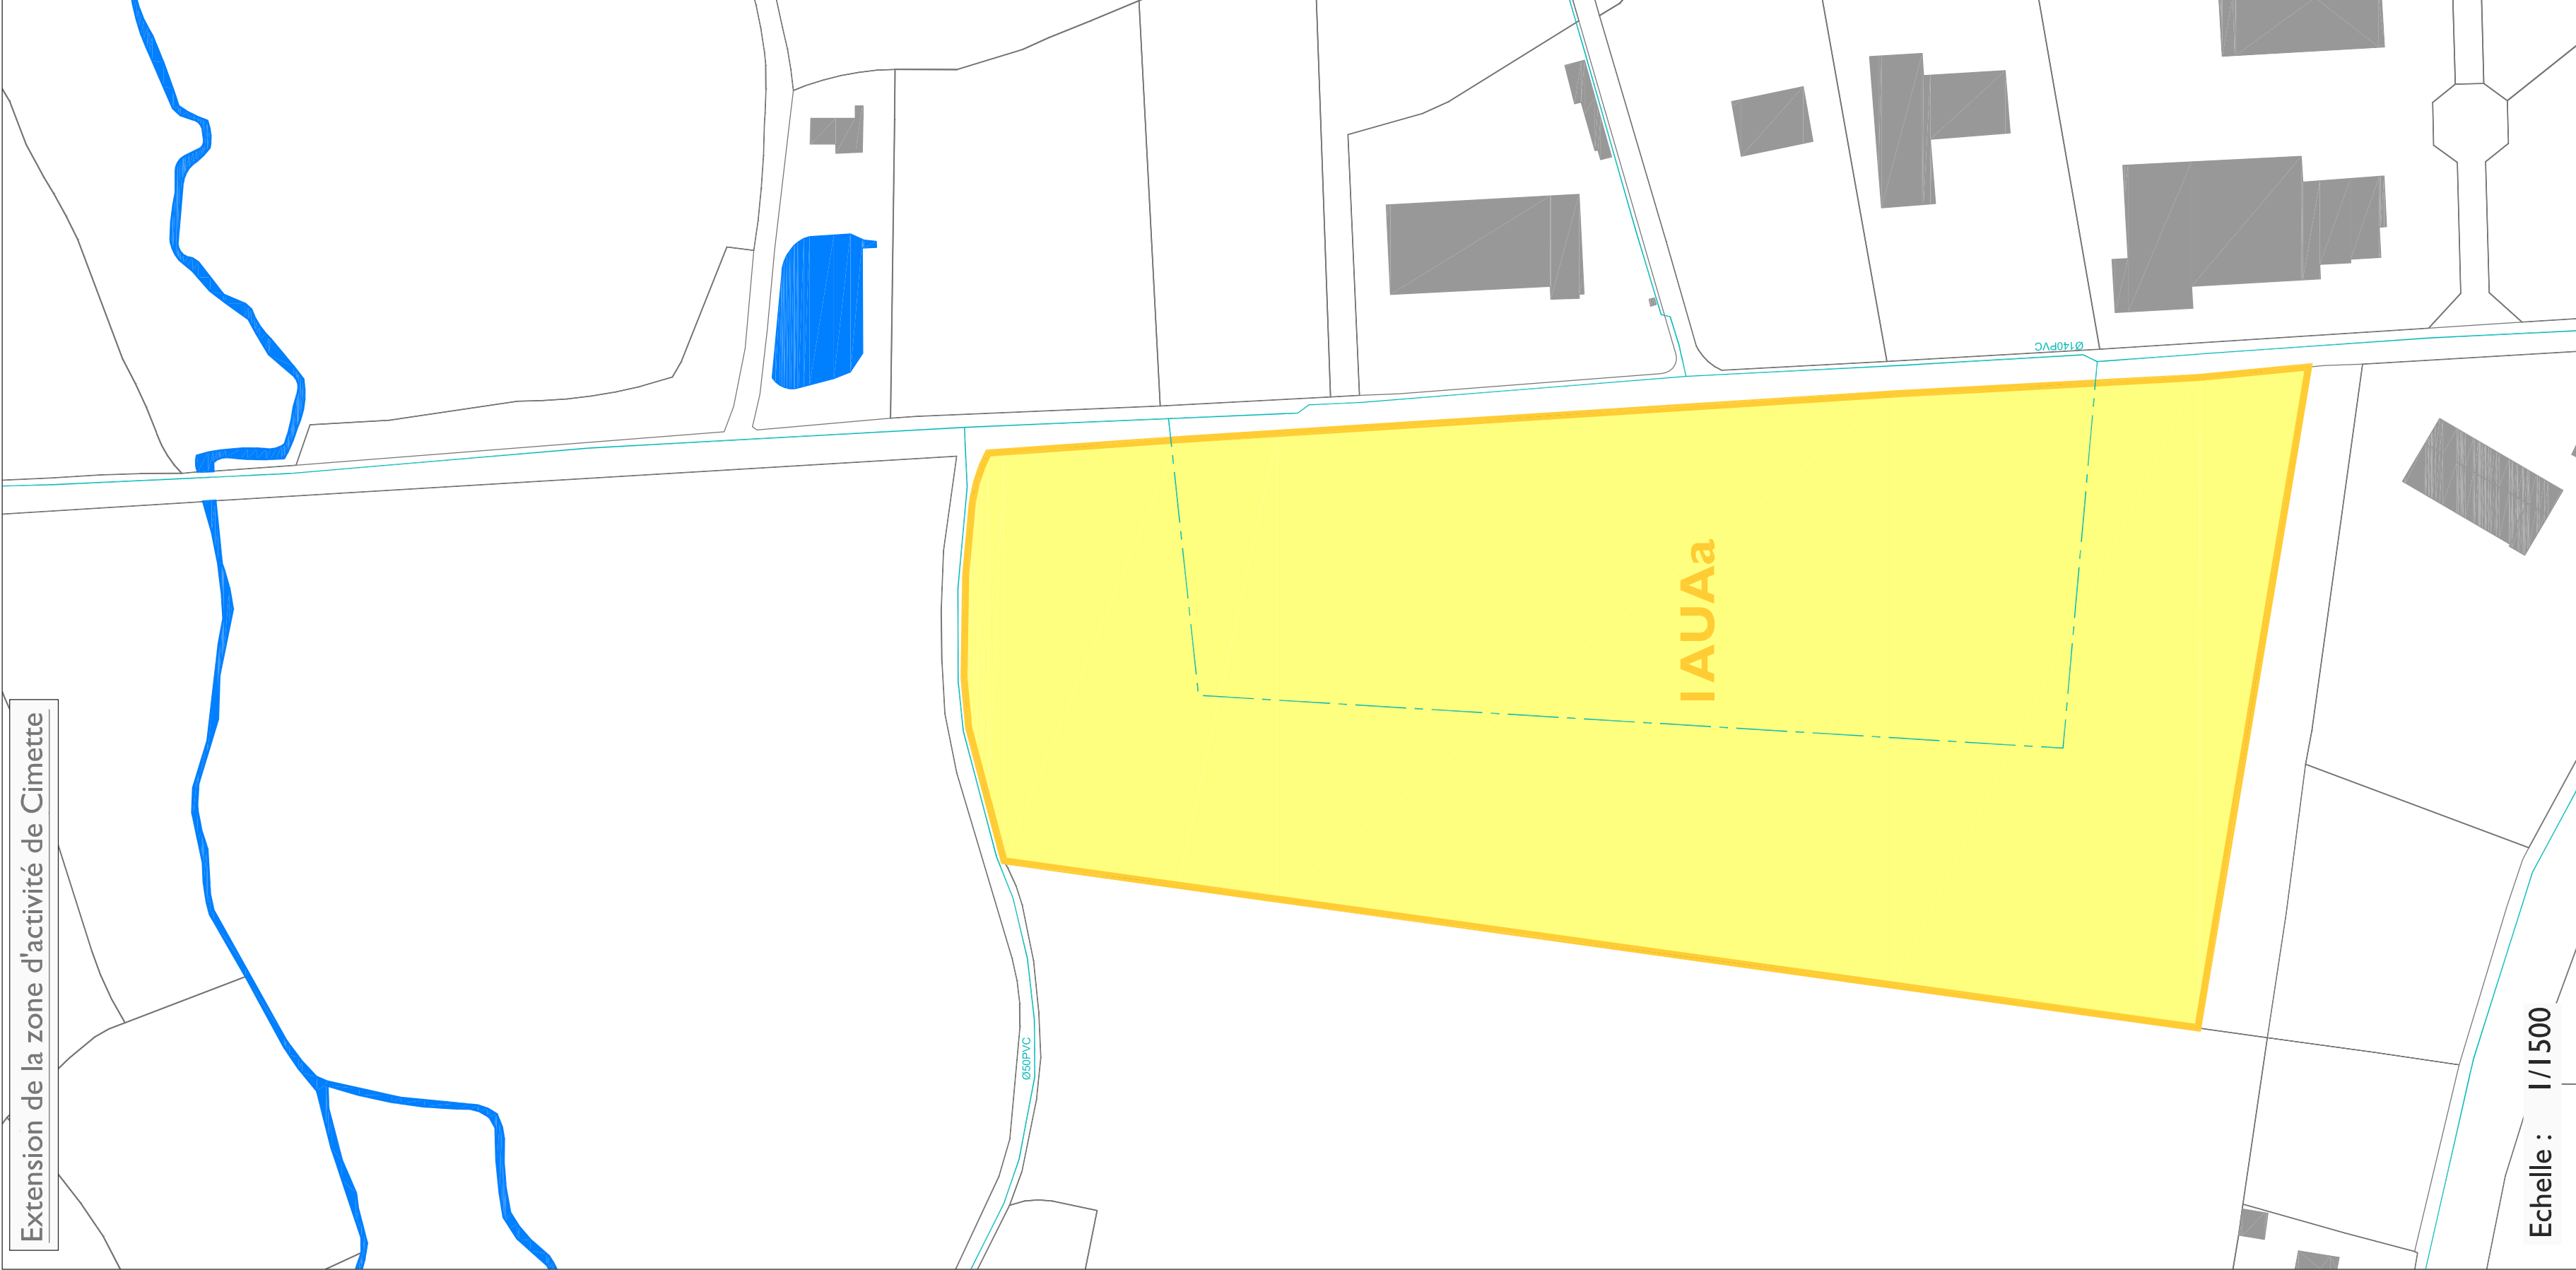 Extension de la zone d'activité de Cimette
Ø140PVC
1AUAa
Ø50PVC
Echelle : 1/1500